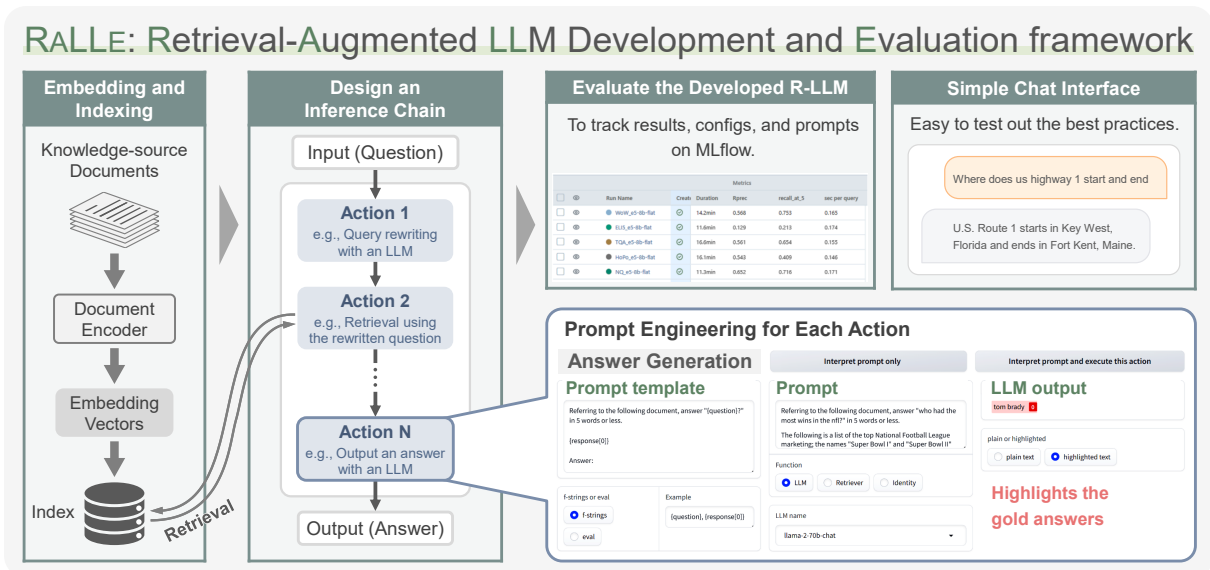 RALLE: Retrieval-Augmented LLM Development and Evaluation framework
Embedding and
Indexing
Knowledge-source
Documents
Document
Encoder
Embedding
Vectors
Index
Retrieval
Design an
Inference Chain
Input (Question)
Action 1
e.g., Query rewriting
with an LLM
Action 2
e.g., Retrieval using
the rewritten question
Action N
e.g., Output an answer
with an LLM
Output (Answer)
Evaluate the Developed R-LLM
To track results, configs, and prompts
on MLflow.
Metrics
Run Name Creat Duration Rprec recall_at_5 sec per query
WoW_e5-8b-flat 14.2min 0.568 0.753 0.165
ELI5_e5-8b-flat 11.6min 0.129 0.213 0.174
TQA_e5-8b-flat 16.6min 0.561 0.654 0.155
HoPo_e5-8b-flat 16.1min 0.543 0.409 0.146
NQ_e5-8b-flat 11.3min 0.652 0.716 0.171
Simple Chat Interface
Easy to test out the best practices.
Where does us highway 1 start and end
U.S. Route 1 starts in Key West,
Florida and ends in Fort Kent, Maine.
Prompt Engineering for Each Action
Answer Generation
Interpret prompt only
Interpret prompt and execute this action
Prompt template
Referring to the following document, answer "{question}?"
in 5 words or less.
{response[0]}
Answer:
f-strings or eval
f-strings
eval
Example
{question}, {response[0]}
Prompt
Referring to the following document, answer "who had the
most wins in the nfl?" in 5 words or less.
The following is a list of the top National Football League
marketing; the names "Super Bowl I" and "Super Bowl II"
Function
LLM Retriever Identity
LLM name
llama-2-70b-chat
LLM output
tom brady 0
plain or highlighted
plain text highlighted text
Highlights the
gold answers